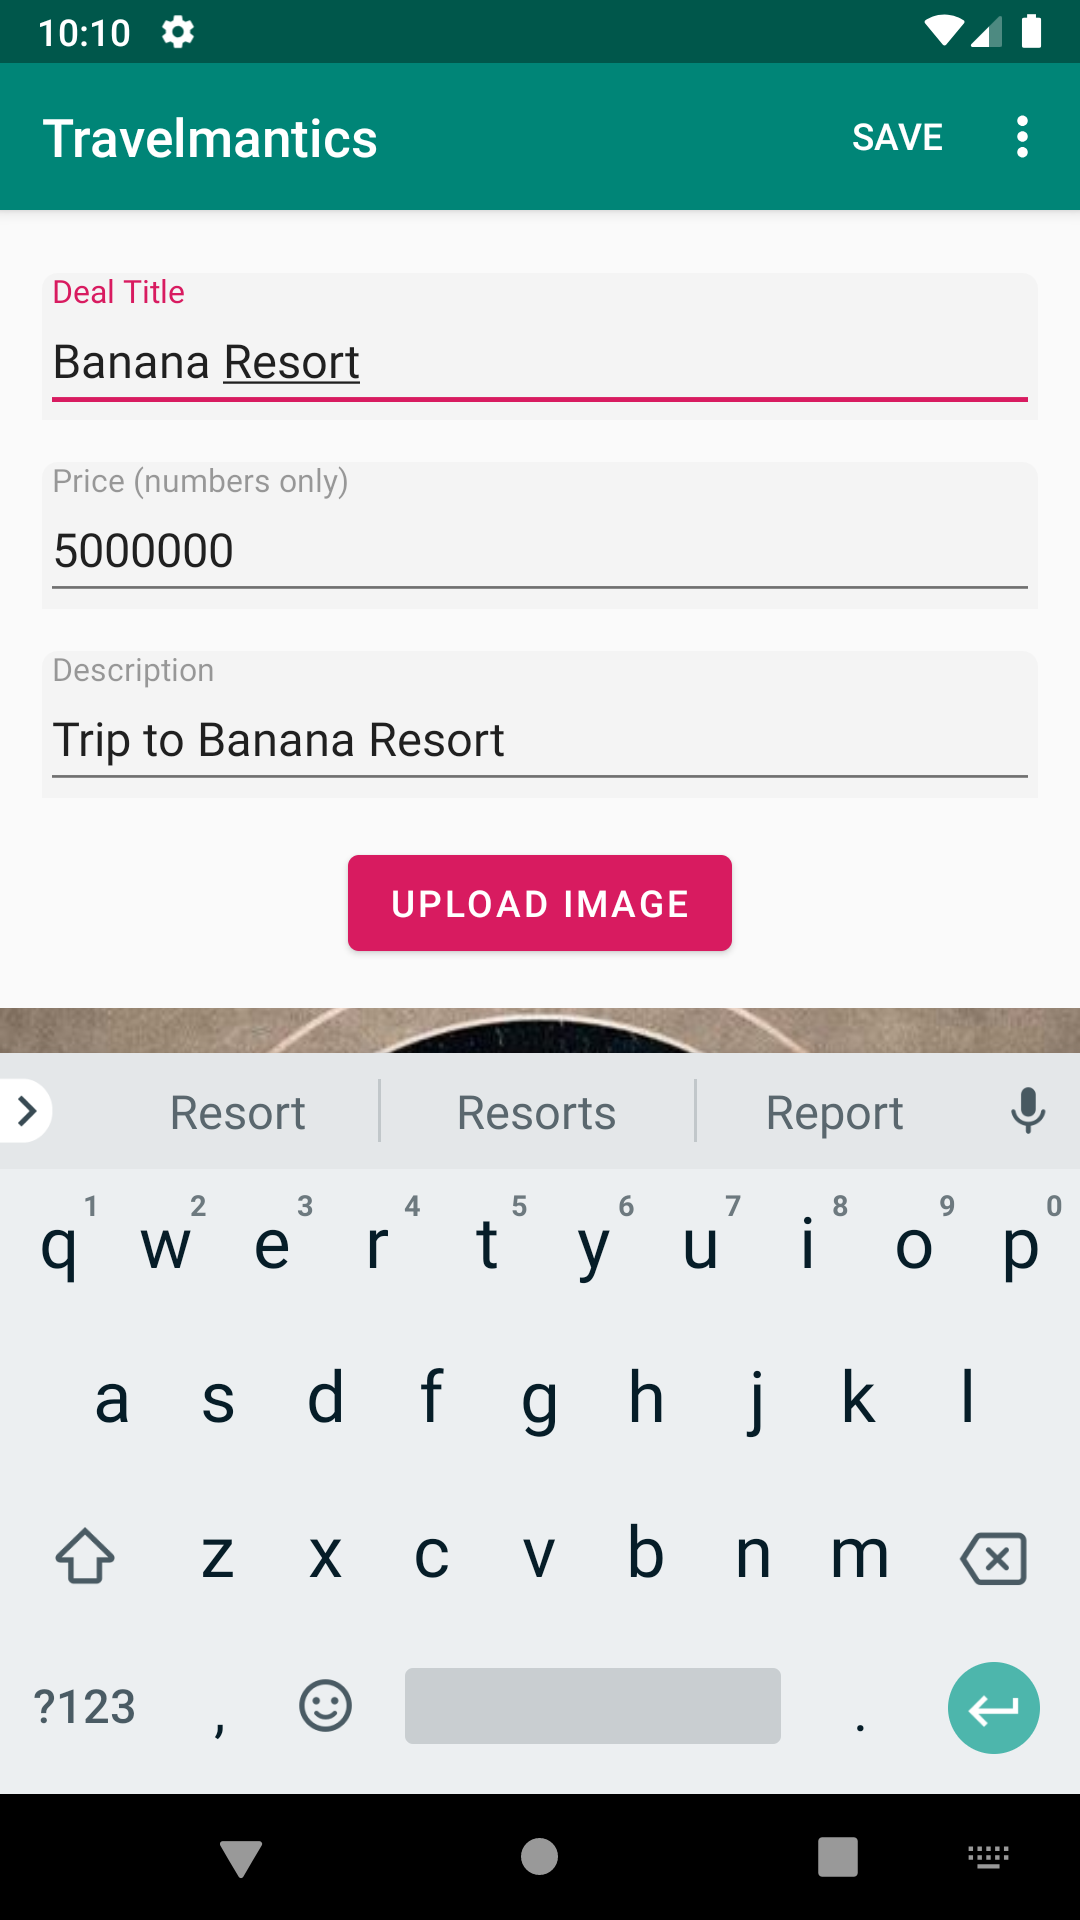 10:10
Travelmantics SAVE
Deal Title
Banana Resort
Price (numbers only)
5000000
Description
Trip to Banana Resort
UPLOAD IMAGE
Resort Resorts Report
1 2 3 4 5 6 7 8 9 0
q w e r t y u i o p
a s d f g h j k l
z x c v b n m
?123 , .